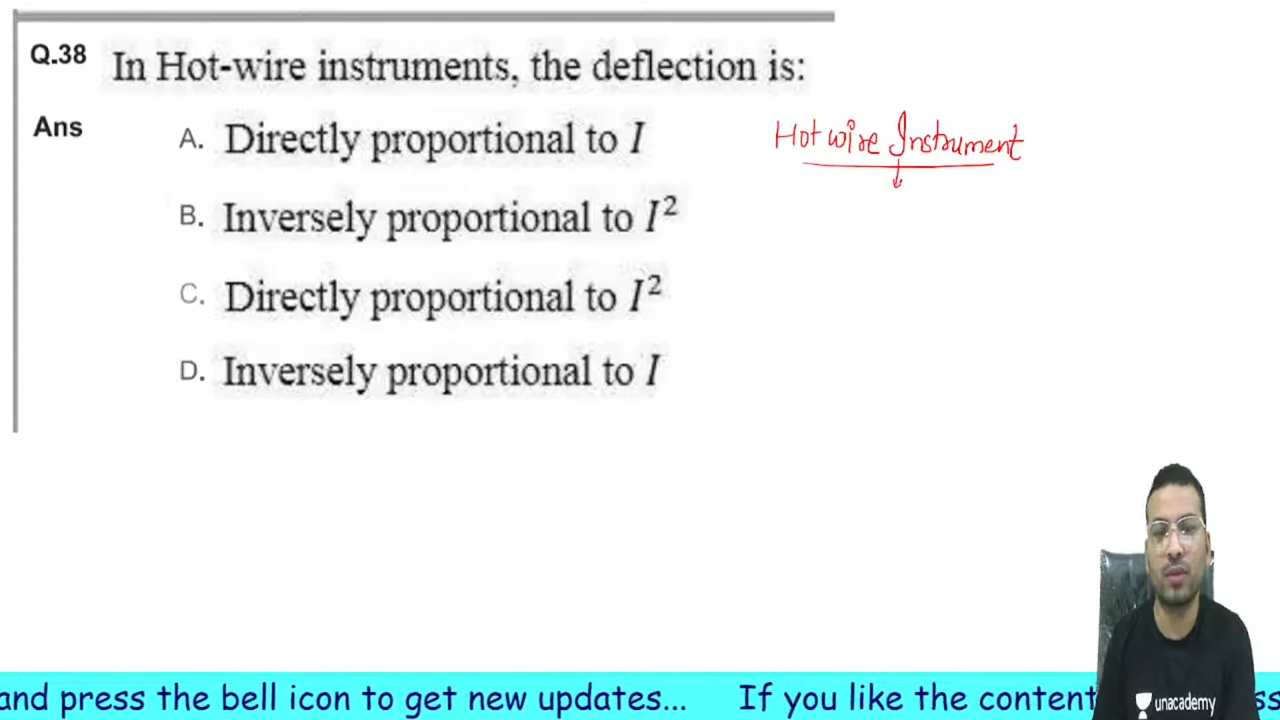 Q.38 In Hot-wire instruments, the deflection is:
Ans
A. Directly proportional to I
B. Inversely proportional to I²
C. Directly proportional to I²
D. Inversely proportional to I
Hot wire Instrument
and press the bell icon to get new updates... If you like the content
ss
unacademy